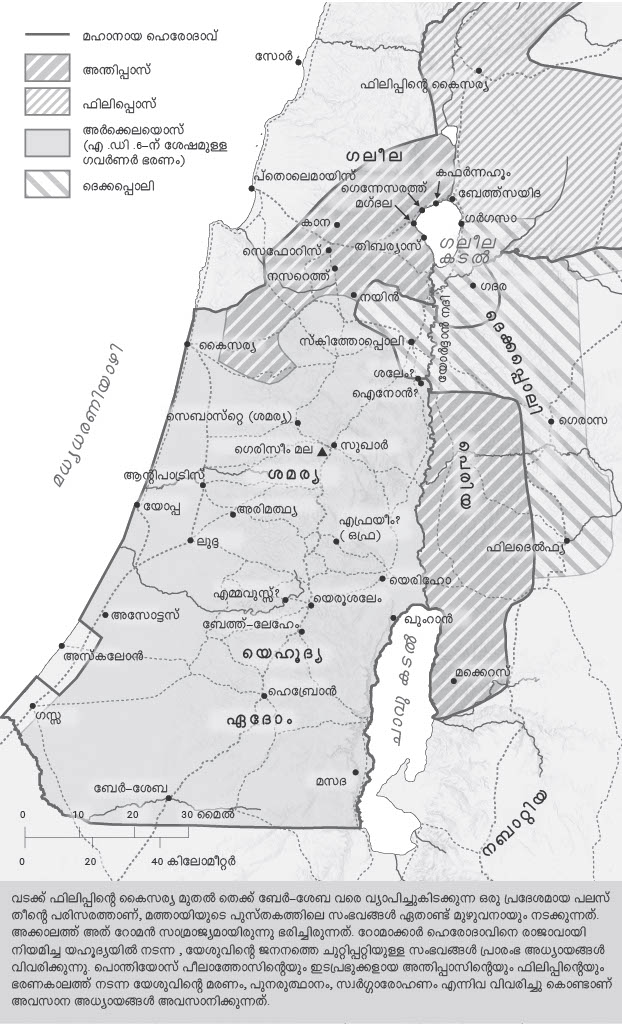 മഹാനായ ഹെരോദാവ്
അന്തിപ്പാസ്
ഫിലിപ്പൊസ്
അർക്കെലയൊസ്
(എ .ഡി .6–ന് ശേഷമുള്ള
ഗവർണർ ഭരണം)
ദെക്കപ്പൊലി
സോർ
ഫിലിപ്പിന്റെ കൈസര്യ
ഗലീല
പ്തൊലെമായിസ്
ഗെന്നേസരത്ത്
മഗ്ദല
കഫർന്നഹൂം
ബേത്ത്സയിദ
ഗർഗസാ
കാന
സെഫോറിസ്
തിബര്യാസ്
ഗലീല
കടൽ
നസറെത്ത്
നയിൻ
ഗദര
യോർദ്ദാൻ നദി
ദെക്കപ്പൊലി
കൈസര്യ
സ്കിത്തോപ്പൊലി
ശലേം?
ഐനോൻ?
മധ്യധരണിയാഴി
സെബാസ്റ്റെ (ശമര്യ)
ഗെരിസീം മല
സുഖാർ
ഗെരാസ
ശമര്യ
പെരിയ
ആന്റിപാട്രിസ്
യോപ്പ
അരിമത്ഥ്യ
എഫ്രയീം?
( ഒഫ്ര)
ലുദ്ദ
ഫിലദെൽഫ്യ
യെരിഹോ
എമ്മവുസ്സ്?
യെരൂശലേം
അസോട്ടസ്
ബേത്ത്–ലേഹേം
ഖുംറാൻ
അസ്കലോൻ
യെഹൂദ്യ
ചാവു കടൽ
മക്കെറസ്
ഹെബ്രോൻ
ഗസ്സ
ഏദോം
മസദ
ബേർ–ശേബ
നബാറ്റിയ
0 10 20 30 മൈൽ
0 20 40 കിലോമീറ്റർ
വടക്ക് ഫിലിപ്പിന്റെ കൈസര്യ മുതൽ തെക്ക് ബേർ–ശേബ വരെ വ്യാപിച്ചുകിടക്കുന്ന ഒരു പ്രദേശമായ പലസ്
തീന്റെ പരിസരത്താണ്, മത്തായിയുടെ പുസ്തകത്തിലെ സംഭവങ്ങൾ ഏതാണ്ട് മുഴുവനായും നടക്കുന്നത്.
അക്കാലത്ത് അത് റോമൻ സാമ്രാജ്യമായിരുന്നു ഭരിച്ചിരുന്നത്. റോമാക്കാർ ഹെരോദാവിനെ രാജാവായി
നിയമിച്ച യഹൂദ്യയിൽ നടന്ന , യേശുവിന്റെ ജനനത്തെ ചുറ്റിപ്പറ്റിയുള്ള സംഭവങ്ങൾ പ്രാരംഭ അധ്യായങ്ങൾ
വിവരിക്കുന്നു. പൊന്തിയോസ് പീലാത്തോസിന്റെയും ഇടപ്രഭുക്കളായ അന്തിപ്പാസിന്റെയും ഫിലിപ്പിന്റെയും
ഭരണകാലത്ത് നടന്ന യേശുവിന്റെ മരണം, പുനരുത്ഥാനം, സ്വർഗ്ഗാരോഹണം എന്നിവ വിവരിച്ചു കൊണ്ടാണ്
അവസാന അധ്യായങ്ങൾ അവസാനിക്കുന്നത്.